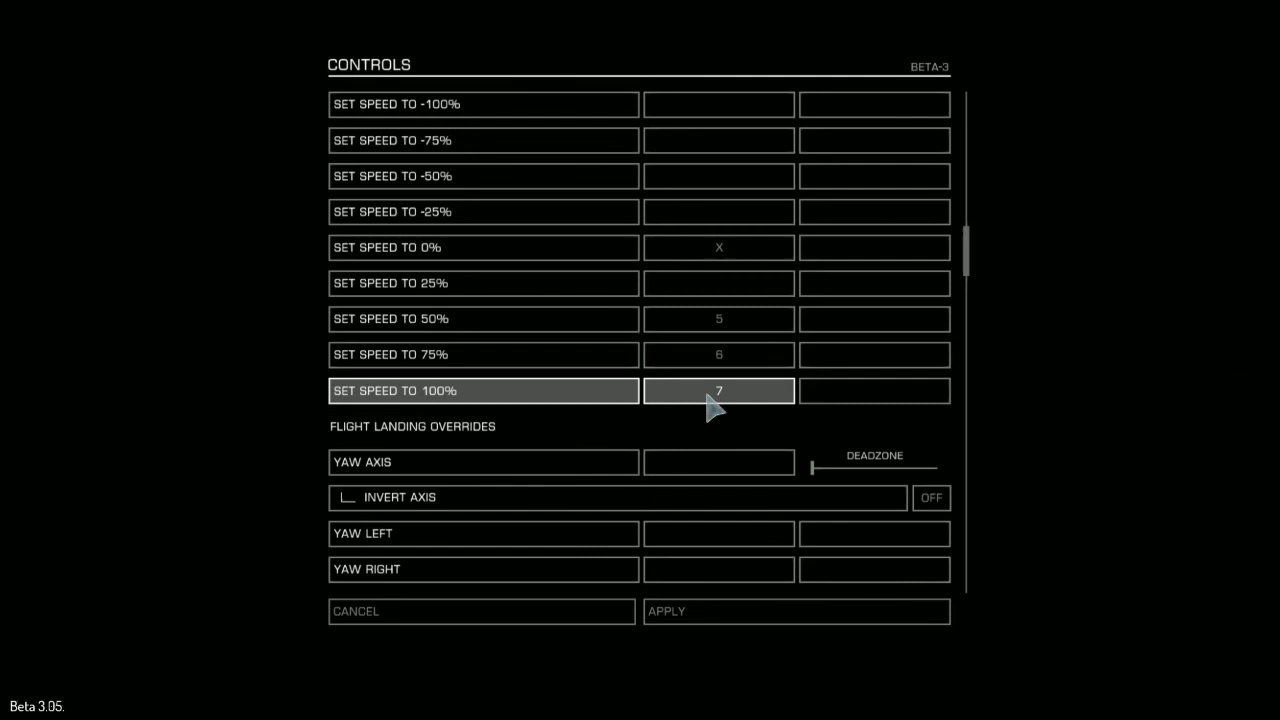 CONTROLS BETA-3
SET SPEED TO -100%
SET SPEED TO -75%
SET SPEED TO -50%
SET SPEED TO -25%
SET SPEED TO 0% X
SET SPEED TO 25%
SET SPEED TO 50% 5
SET SPEED TO 75% 6
SET SPEED TO 100% 7
FLIGHT LANDING OVERRIDES
YAW AXIS DEADZONE
INVERT AXIS OFF
YAW LEFT
YAW RIGHT
CANCEL APPLY
Beta 3.05.